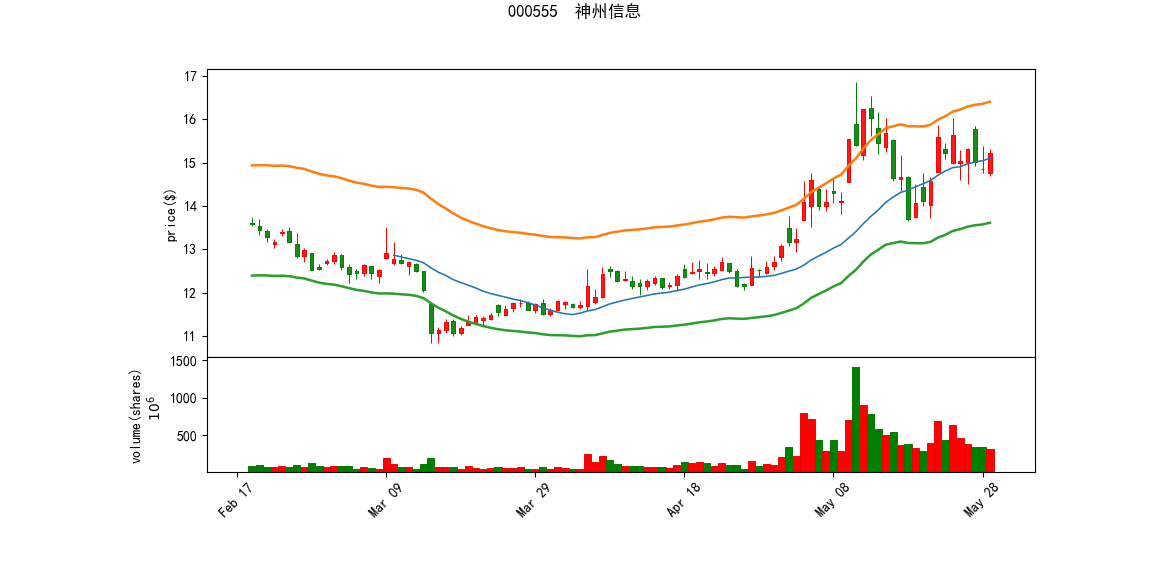 000555 神州信息
17
16
15
14
13
12
11
price($)
1500
1000
500
volume(shares)
10^6
Feb 17
Mar 09
Mar 29
Apr 18
May 08
May 28